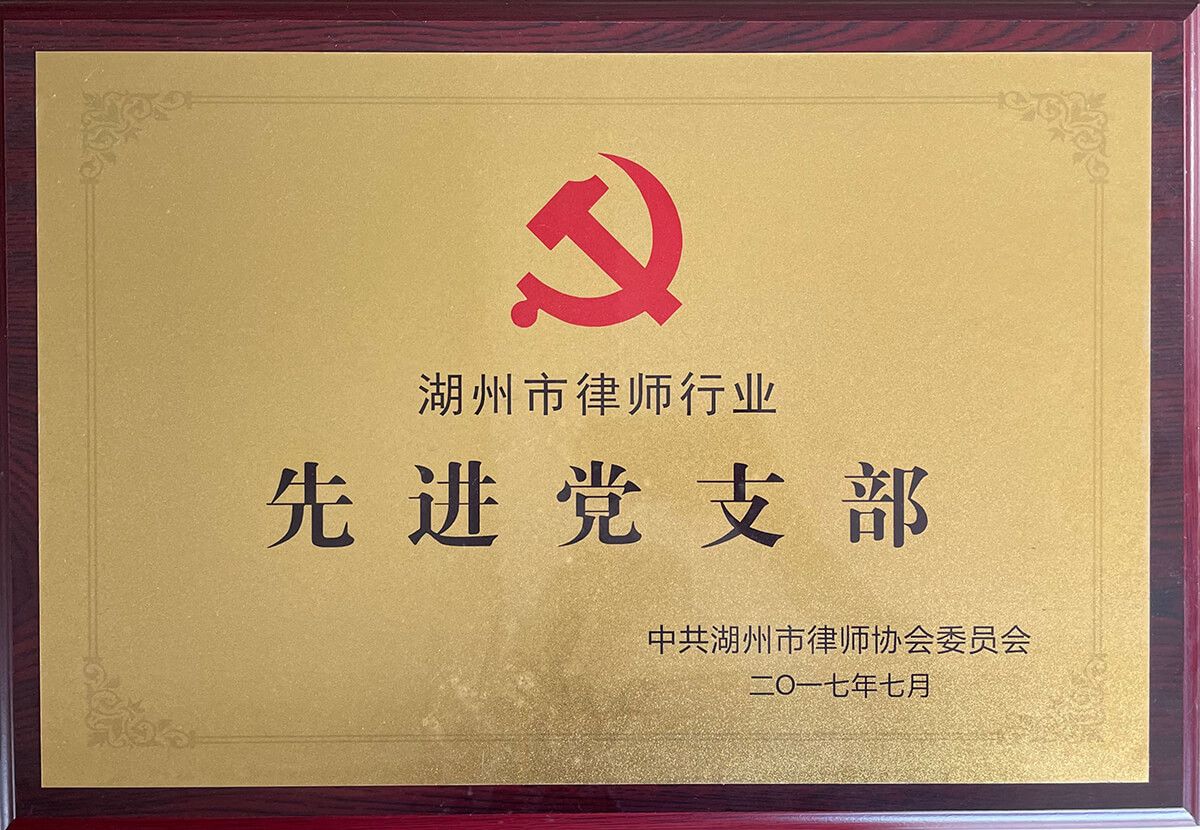 湖州市律师行业
先进党支部
中共湖州市律师协会委员会
二〇一七年七月